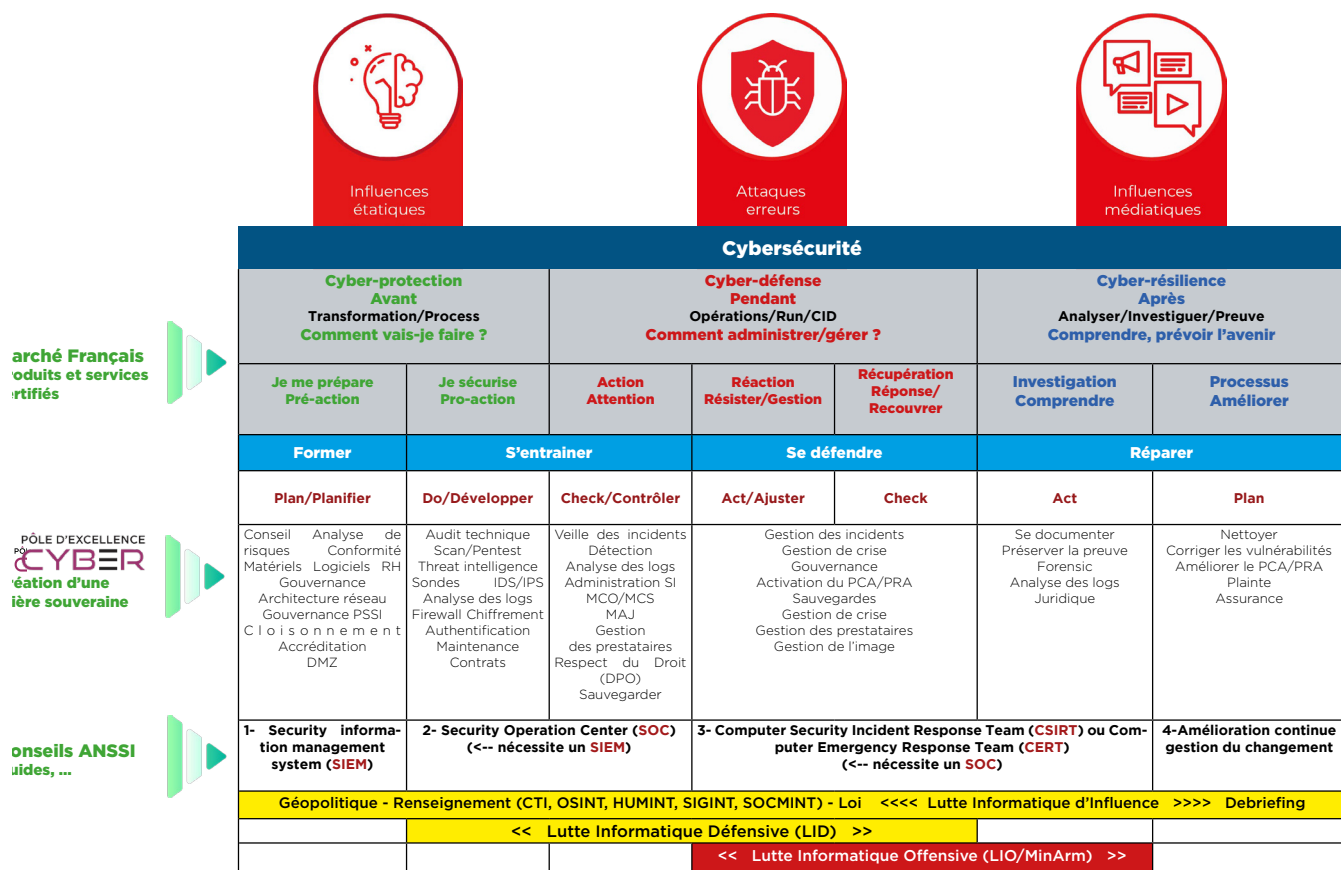 Influences
étatiques
Attaques
erreurs
Influences
médiatiques
Cybersécurité
Cyber-protection
Avant
Transformation/Process
Comment vais-je faire ?
Cyber-défense
Pendant
Opérations/Run/CID
Comment administrer/gérer ?
Cyber-résilience
Après
Analyser/Investiguer/Preuve
Comprendre, prévoir l'avenir
arché Français
roduits et services
ertifiés
Je me prépare
Pré-action
Je sécurise
Pro-action
Action
Attention
Réaction
Résister/Gestion
Récupération
Réponse/
Recouvrer
Investigation
Comprendre
Processus
Améliorer
Former
S'entrainer
Se défendre
Réparer
Plan/Planifier
Do/Développer
Check/Contrôler
Act/Ajuster
Check
Act
Plan
PÔLE D'EXCELLENCE
CYBER
réation d'une
lière souveraine
Conseil Analyse de
risques Conformité
Matériels Logiciels RH
Gouvernance
Architecture réseau
Gouvernance PSSI
Cloisonnement
Accréditation
DMZ
Audit technique
Scan/Pentest
Threat intelligence
Sondes IDS/IPS
Analyse des logs
Firewall Chiffrement
Authentification
Maintenance
Contrats
Veille des incidents
Détection
Analyse des logs
Administration SI
MCO/MCS
MAJ
Gestion
des prestataires
Respect du Droit
(DPO)
Sauvegarder
Gestion des incidents
Gestion de crise
Gouvernance
Activation du PCA/PRA
Sauvegardes
Gestion de crise
Gestion des prestataires
Gestion de l'image
Se documenter
Préserver la preuve
Forensic
Analyse des logs
Juridique
Nettoyer
Corriger les vulnérabilités
Améliorer le PCA/PRA
Plainte
Assurance
onseils ANSSI
uides, ...
1- Security informa-
tion management
system (SIEM)
2- Security Operation Center (SOC)
(<-- nécessite un SIEM)
3- Computer Security Incident Response Team (CSIRT) ou Com-
puter Emergency Response Team (CERT)
(<-- nécessite un SOC)
4-Amélioration continue
gestion du changement
Géopolitique - Renseignement (CTI, OSINT, HUMINT, SIGINT, SOCMINT) - Loi <<<< Lutte Informatique d'Influence >>>> Debriefing
<< Lutte Informatique Défensive (LID) >>
<< Lutte Informatique Offensive (LIO/MinArm) >>